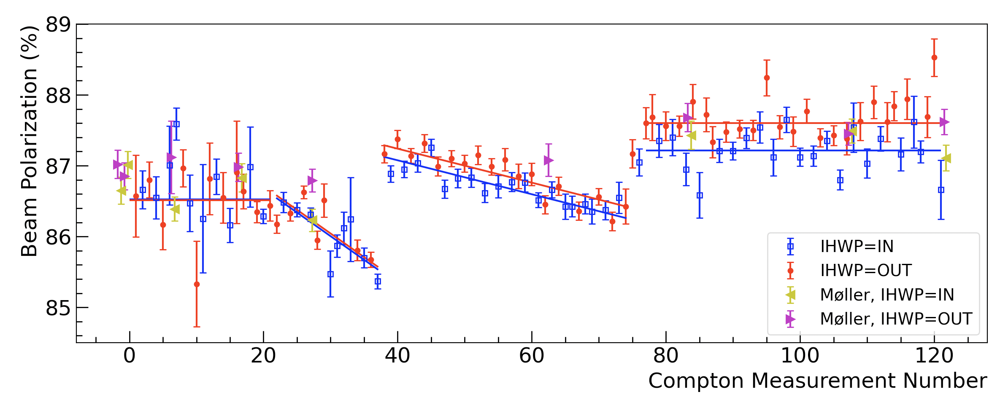 Beam Polarization (%)
89
88
87
86
85
0 20 40 60 80 100 120
Compton Measurement Number
IHWP=IN
IHWP=OUT
Møller, IHWP=IN
Møller, IHWP=OUT